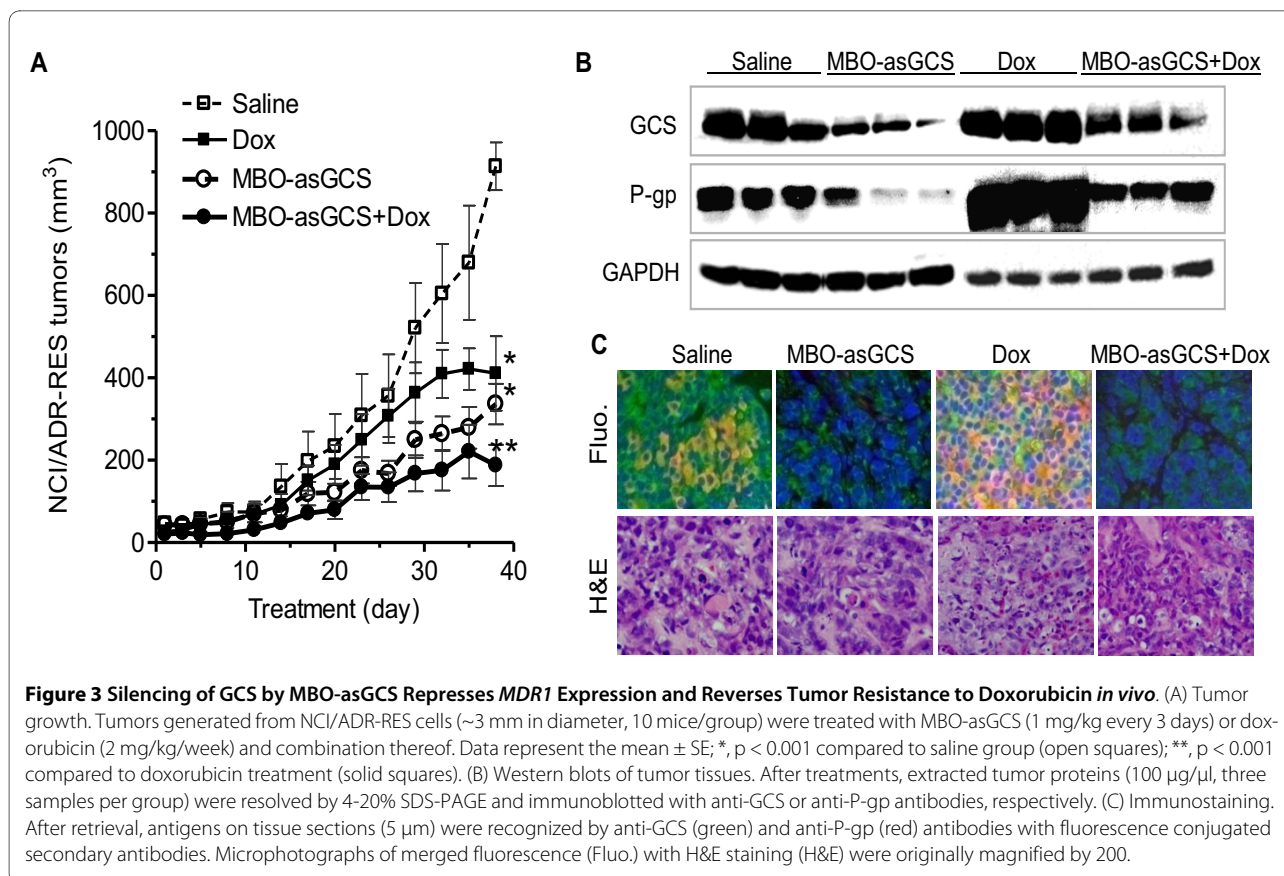 A
Saline
Dox
MBO-asGCS
MBO-asGCS+Dox
1000
800
600
400
200
0
NCI/ADR-RES tumors (mm³)
*
*
**
0 10 20 30 40
Treatment (day)
B
Saline MBO-asGCS Dox MBO-asGCS+Dox
GCS
P-gp
GAPDH
C
Saline MBO-asGCS Dox MBO-asGCS+Dox
Fluo.
H&E
Figure 3 Silencing of GCS by MBO-asGCS Represses MDR1 Expression and Reverses Tumor Resistance to Doxorubicin in vivo. (A) Tumor
growth. Tumors generated from NCI/ADR-RES cells (~3 mm in diameter, 10 mice/group) were treated with MBO-asGCS (1 mg/kg every 3 days) or dox-
orubicin (2 mg/kg/week) and combination thereof. Data represent the mean ± SE; *, p < 0.001 compared to saline group (open squares); **, p < 0.001
compared to doxorubicin treatment (solid squares). (B) Western blots of tumor tissues. After treatments, extracted tumor proteins (100 μg/μl, three
samples per group) were resolved by 4-20% SDS-PAGE and immunoblotted with anti-GCS or anti-P-gp antibodies, respectively. (C) Immunostaining.
After retrieval, antigens on tissue sections (5 μm) were recognized by anti-GCS (green) and anti-P-gp (red) antibodies with fluorescence conjugated
secondary antibodies. Microphotographs of merged fluorescence (Fluo.) with H&E staining (H&E) were originally magnified by 200.